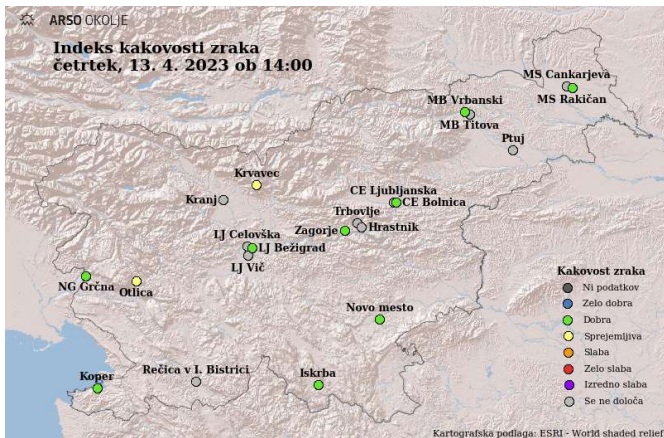 ARSO OKOLJE
Indeks kakovosti zraka
četrtek, 13. 4. 2023 ob 14:00
MS Cankarjeva
MS Rakičan
MB Vrbanski
MB Titova
Ptuj
Krvavec
Kranj
CE Ljubljanska
CE Bolnica
Trbovlje
Hrastnik
Zagorje
LJ Celovška
LJ Bežigrad
LJ Vič
NG Grčna
Otlica
Novo mesto
Koper
Rečica v I. Bistrici
Iskrba
Kakovost zraka
Ni podatkov
Zelo dobra
Dobra
Sprejemljiva
Slaba
Zelo slaba
Izredno slaba
Se ne določa
Kartografska podlaga: ESRI - World shaded relief